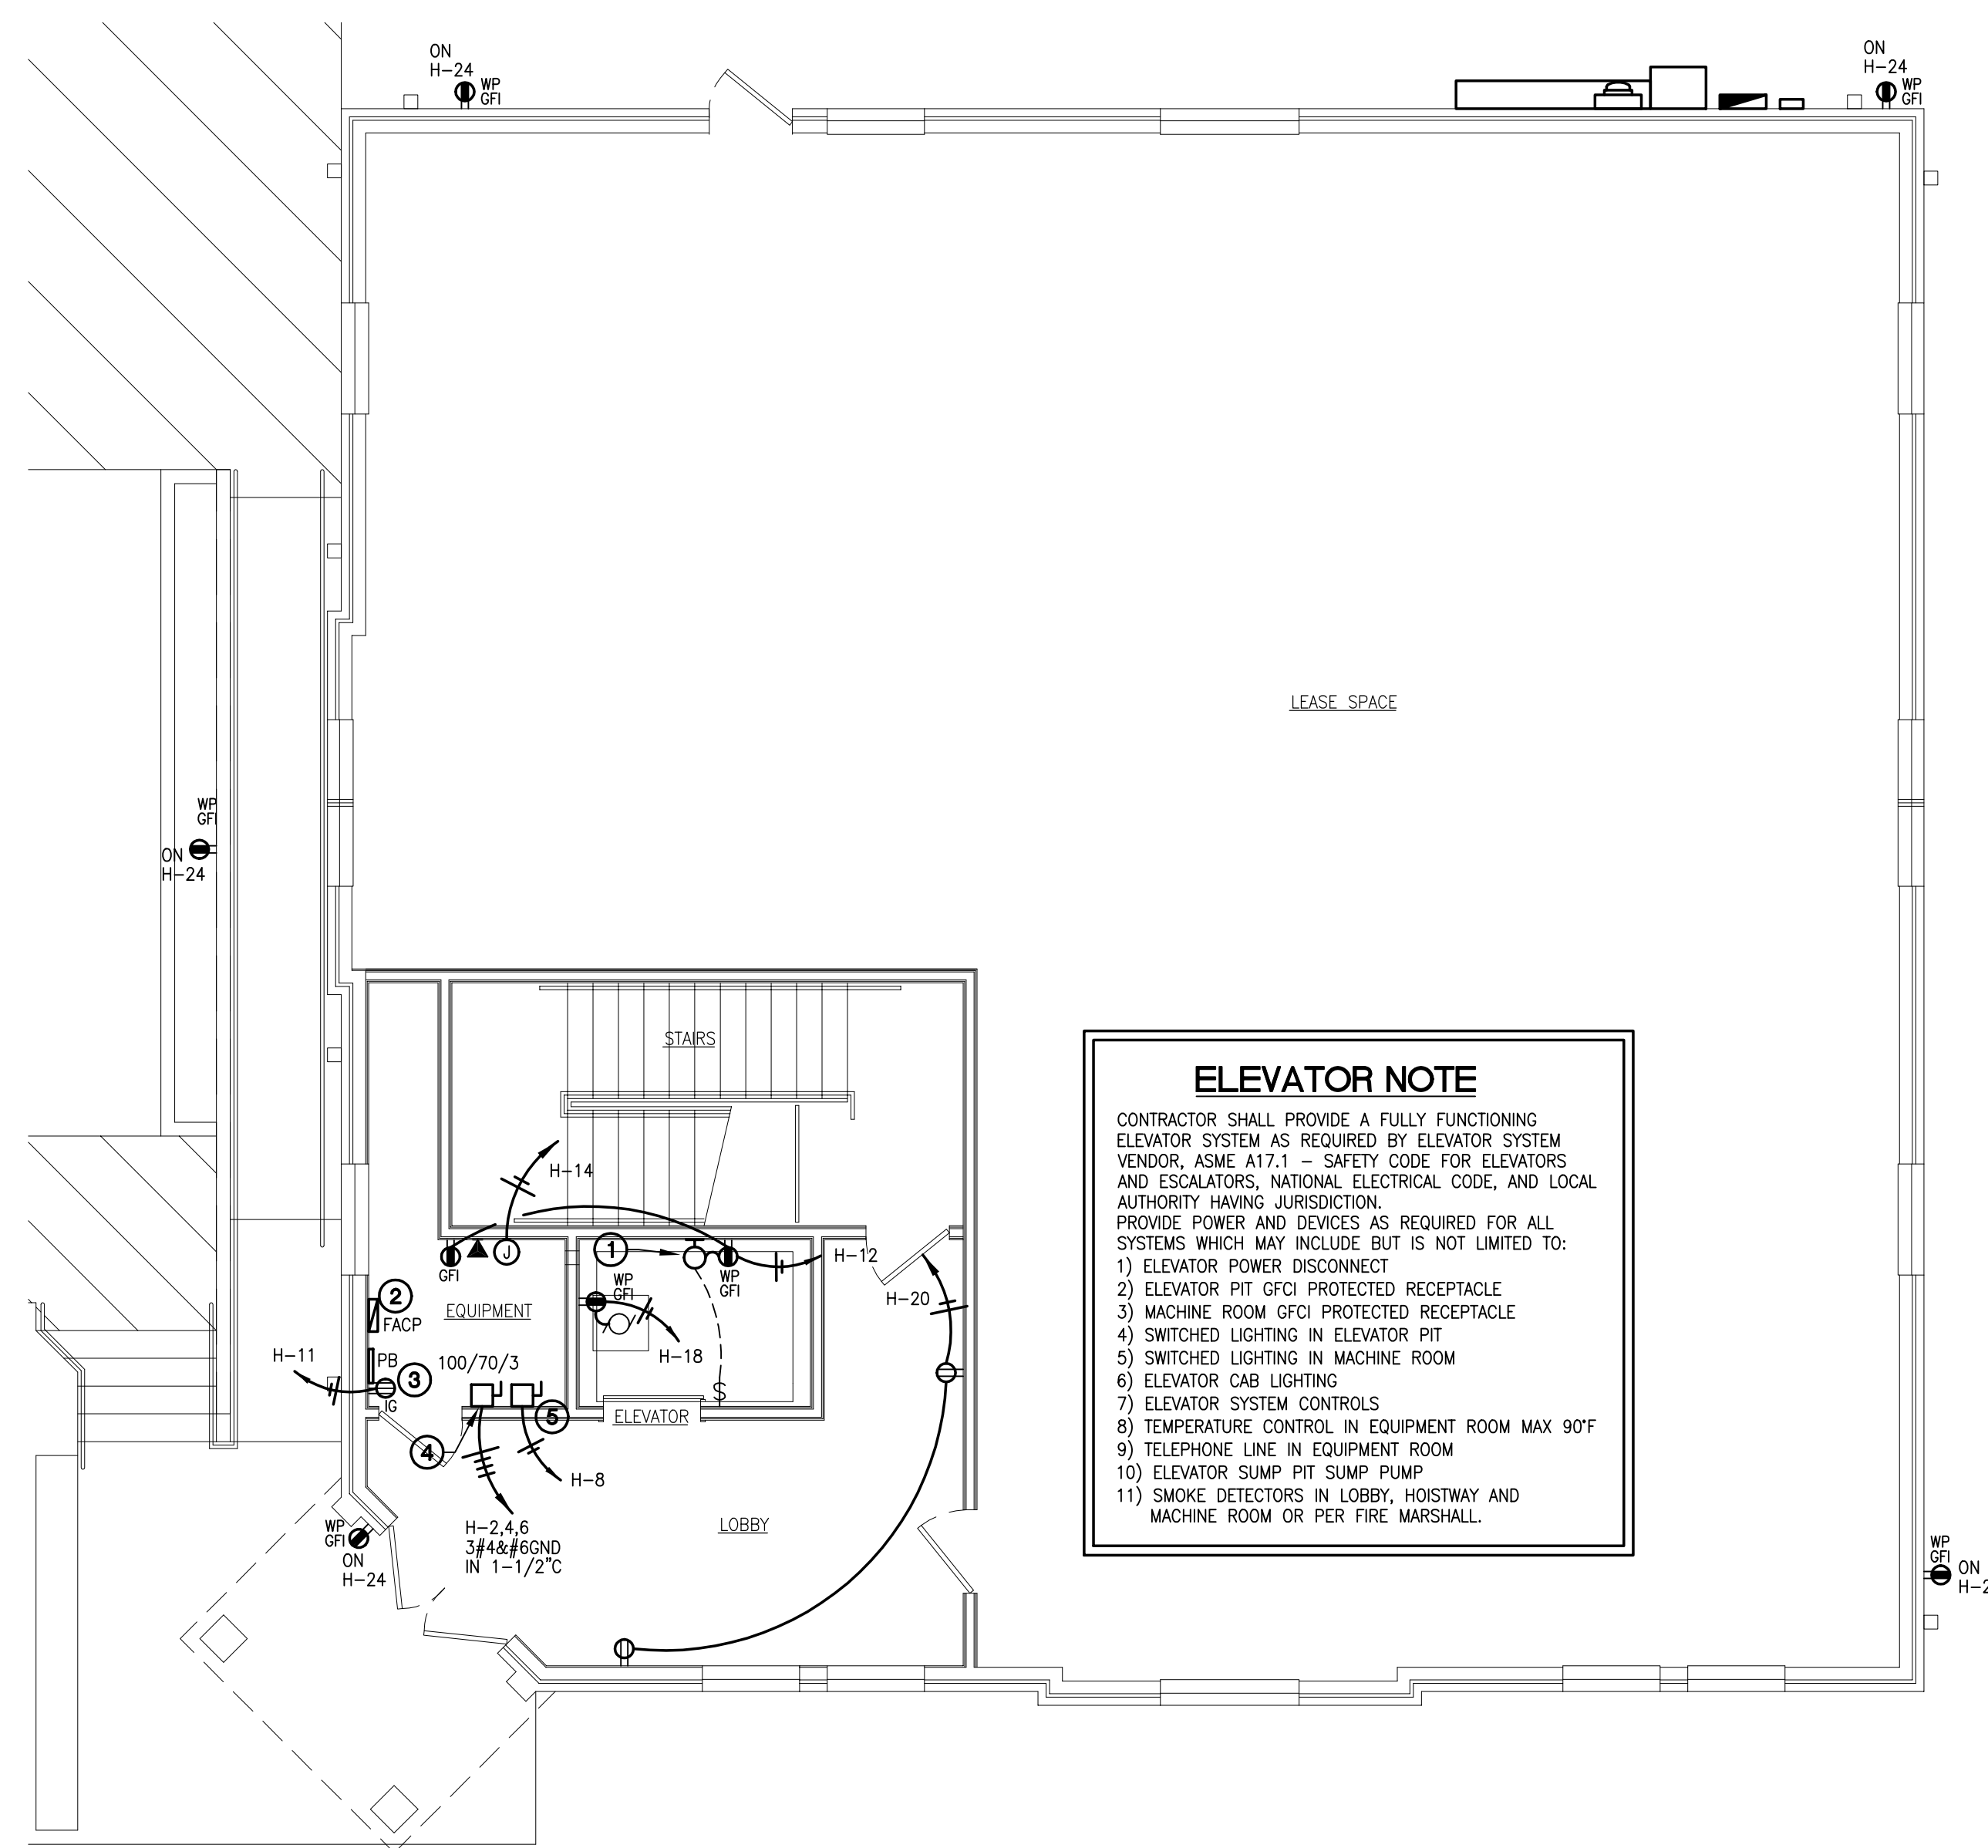 ON
H-24
WP
GFI
ON
H-24
WP
GFI
LEASE SPACE
WP
GFI
ON
H-24
STAIRS
H-14
1
J
GFI
WP
GFI
H-12
WP
GFI
2
FACP
EQUIPMENT
H-20
H-18
H-11
PB
3
IG
100/70/3
S
ELEVATOR
5
4
H-8
H-2,4,6
3#4&#6GND
IN 1-1/2"C
LOBBY
WP
GFI
ON
H-24
ELEVATOR NOTE
CONTRACTOR SHALL PROVIDE A FULLY FUNCTIONING
ELEVATOR SYSTEM AS REQUIRED BY ELEVATOR SYSTEM
VENDOR, ASME A17.1 – SAFETY CODE FOR ELEVATORS
AND ESCALATORS, NATIONAL ELECTRICAL CODE, AND LOCAL
AUTHORITY HAVING JURISDICTION.
PROVIDE POWER AND DEVICES AS REQUIRED FOR ALL
SYSTEMS WHICH MAY INCLUDE BUT IS NOT LIMITED TO:
1) ELEVATOR POWER DISCONNECT
2) ELEVATOR PIT GFCI PROTECTED RECEPTACLE
3) MACHINE ROOM GFCI PROTECTED RECEPTACLE
4) SWITCHED LIGHTING IN ELEVATOR PIT
5) SWITCHED LIGHTING IN MACHINE ROOM
6) ELEVATOR CAB LIGHTING
7) ELEVATOR SYSTEM CONTROLS
8) TEMPERATURE CONTROL IN EQUIPMENT ROOM MAX 90°F
9) TELEPHONE LINE IN EQUIPMENT ROOM
10) ELEVATOR SUMP PIT SUMP PUMP
11) SMOKE DETECTORS IN LOBBY, HOISTWAY AND
MACHINE ROOM OR PER FIRE MARSHALL.
WP
GFI
ON
H-2